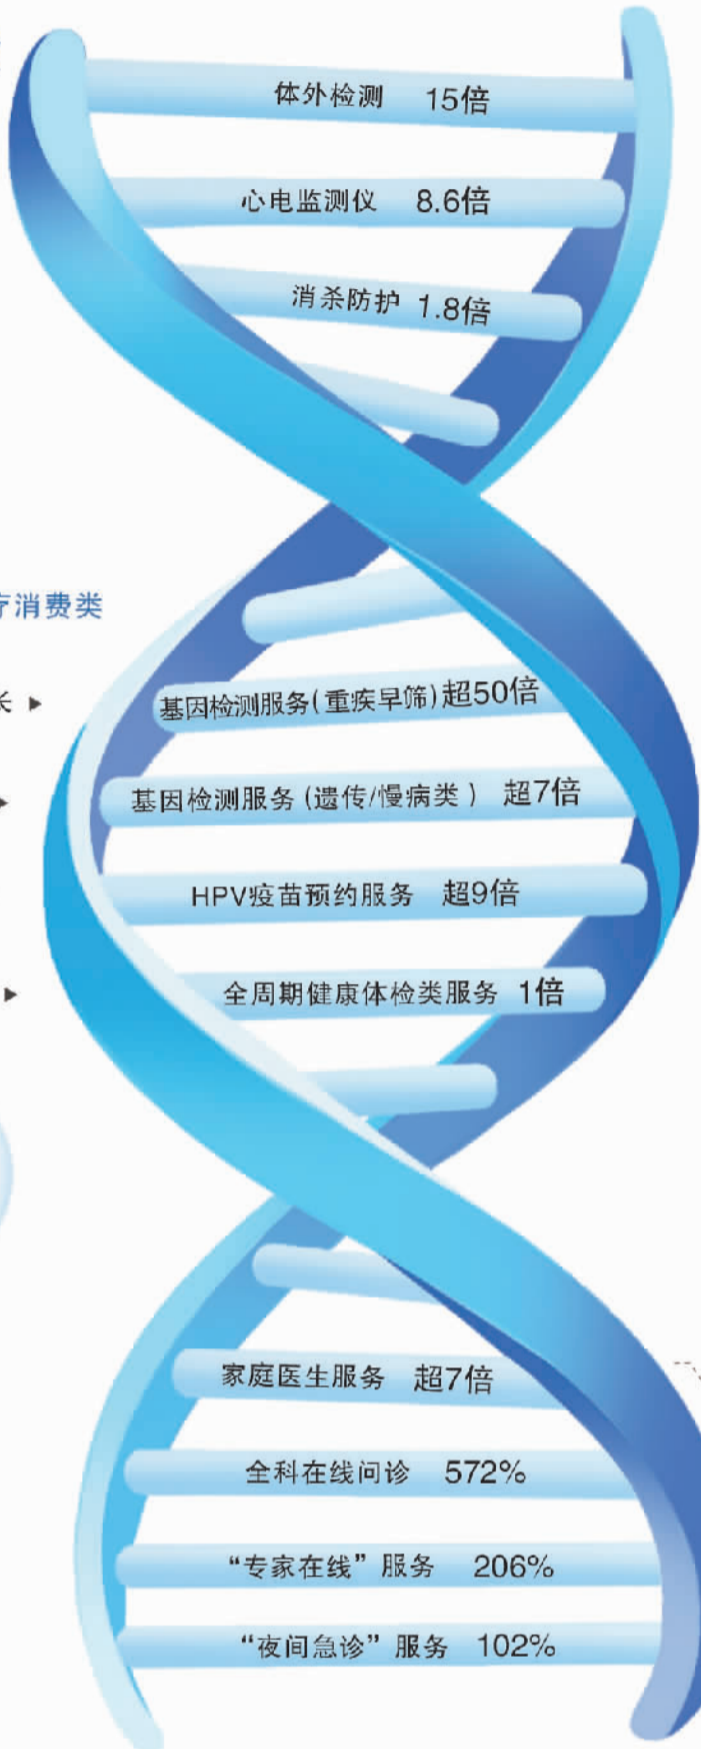 体外检测 15倍
心电监测仪 8.6倍
消杀防护 1.8倍
疗消费类
长
基因检测服务(重疾早筛)超50倍
基因检测服务(遗传/慢病类) 超7倍
HPV疫苗预约服务 超9倍
全周期健康体检类服务 1倍
家庭医生服务 超7倍
全科在线问诊 572%
“专家在线”服务 206%
“夜间急诊”服务 102%